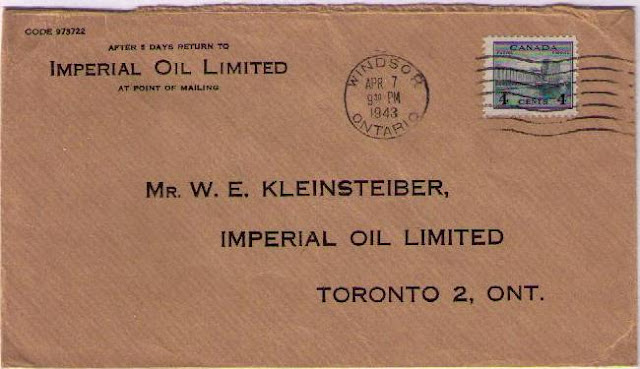 CODE 973722
AFTER 5 DAYS RETURN TO
IMPERIAL OIL LIMITED
AT POINT OF MAILING
WINDSOR
APR 7
9 30 PM
1943
ONTARIO
CANADA
4 CENTS 4
MR. W. E. KLEINSTEIBER,
IMPERIAL OIL LIMITED
TORONTO 2, ONT.